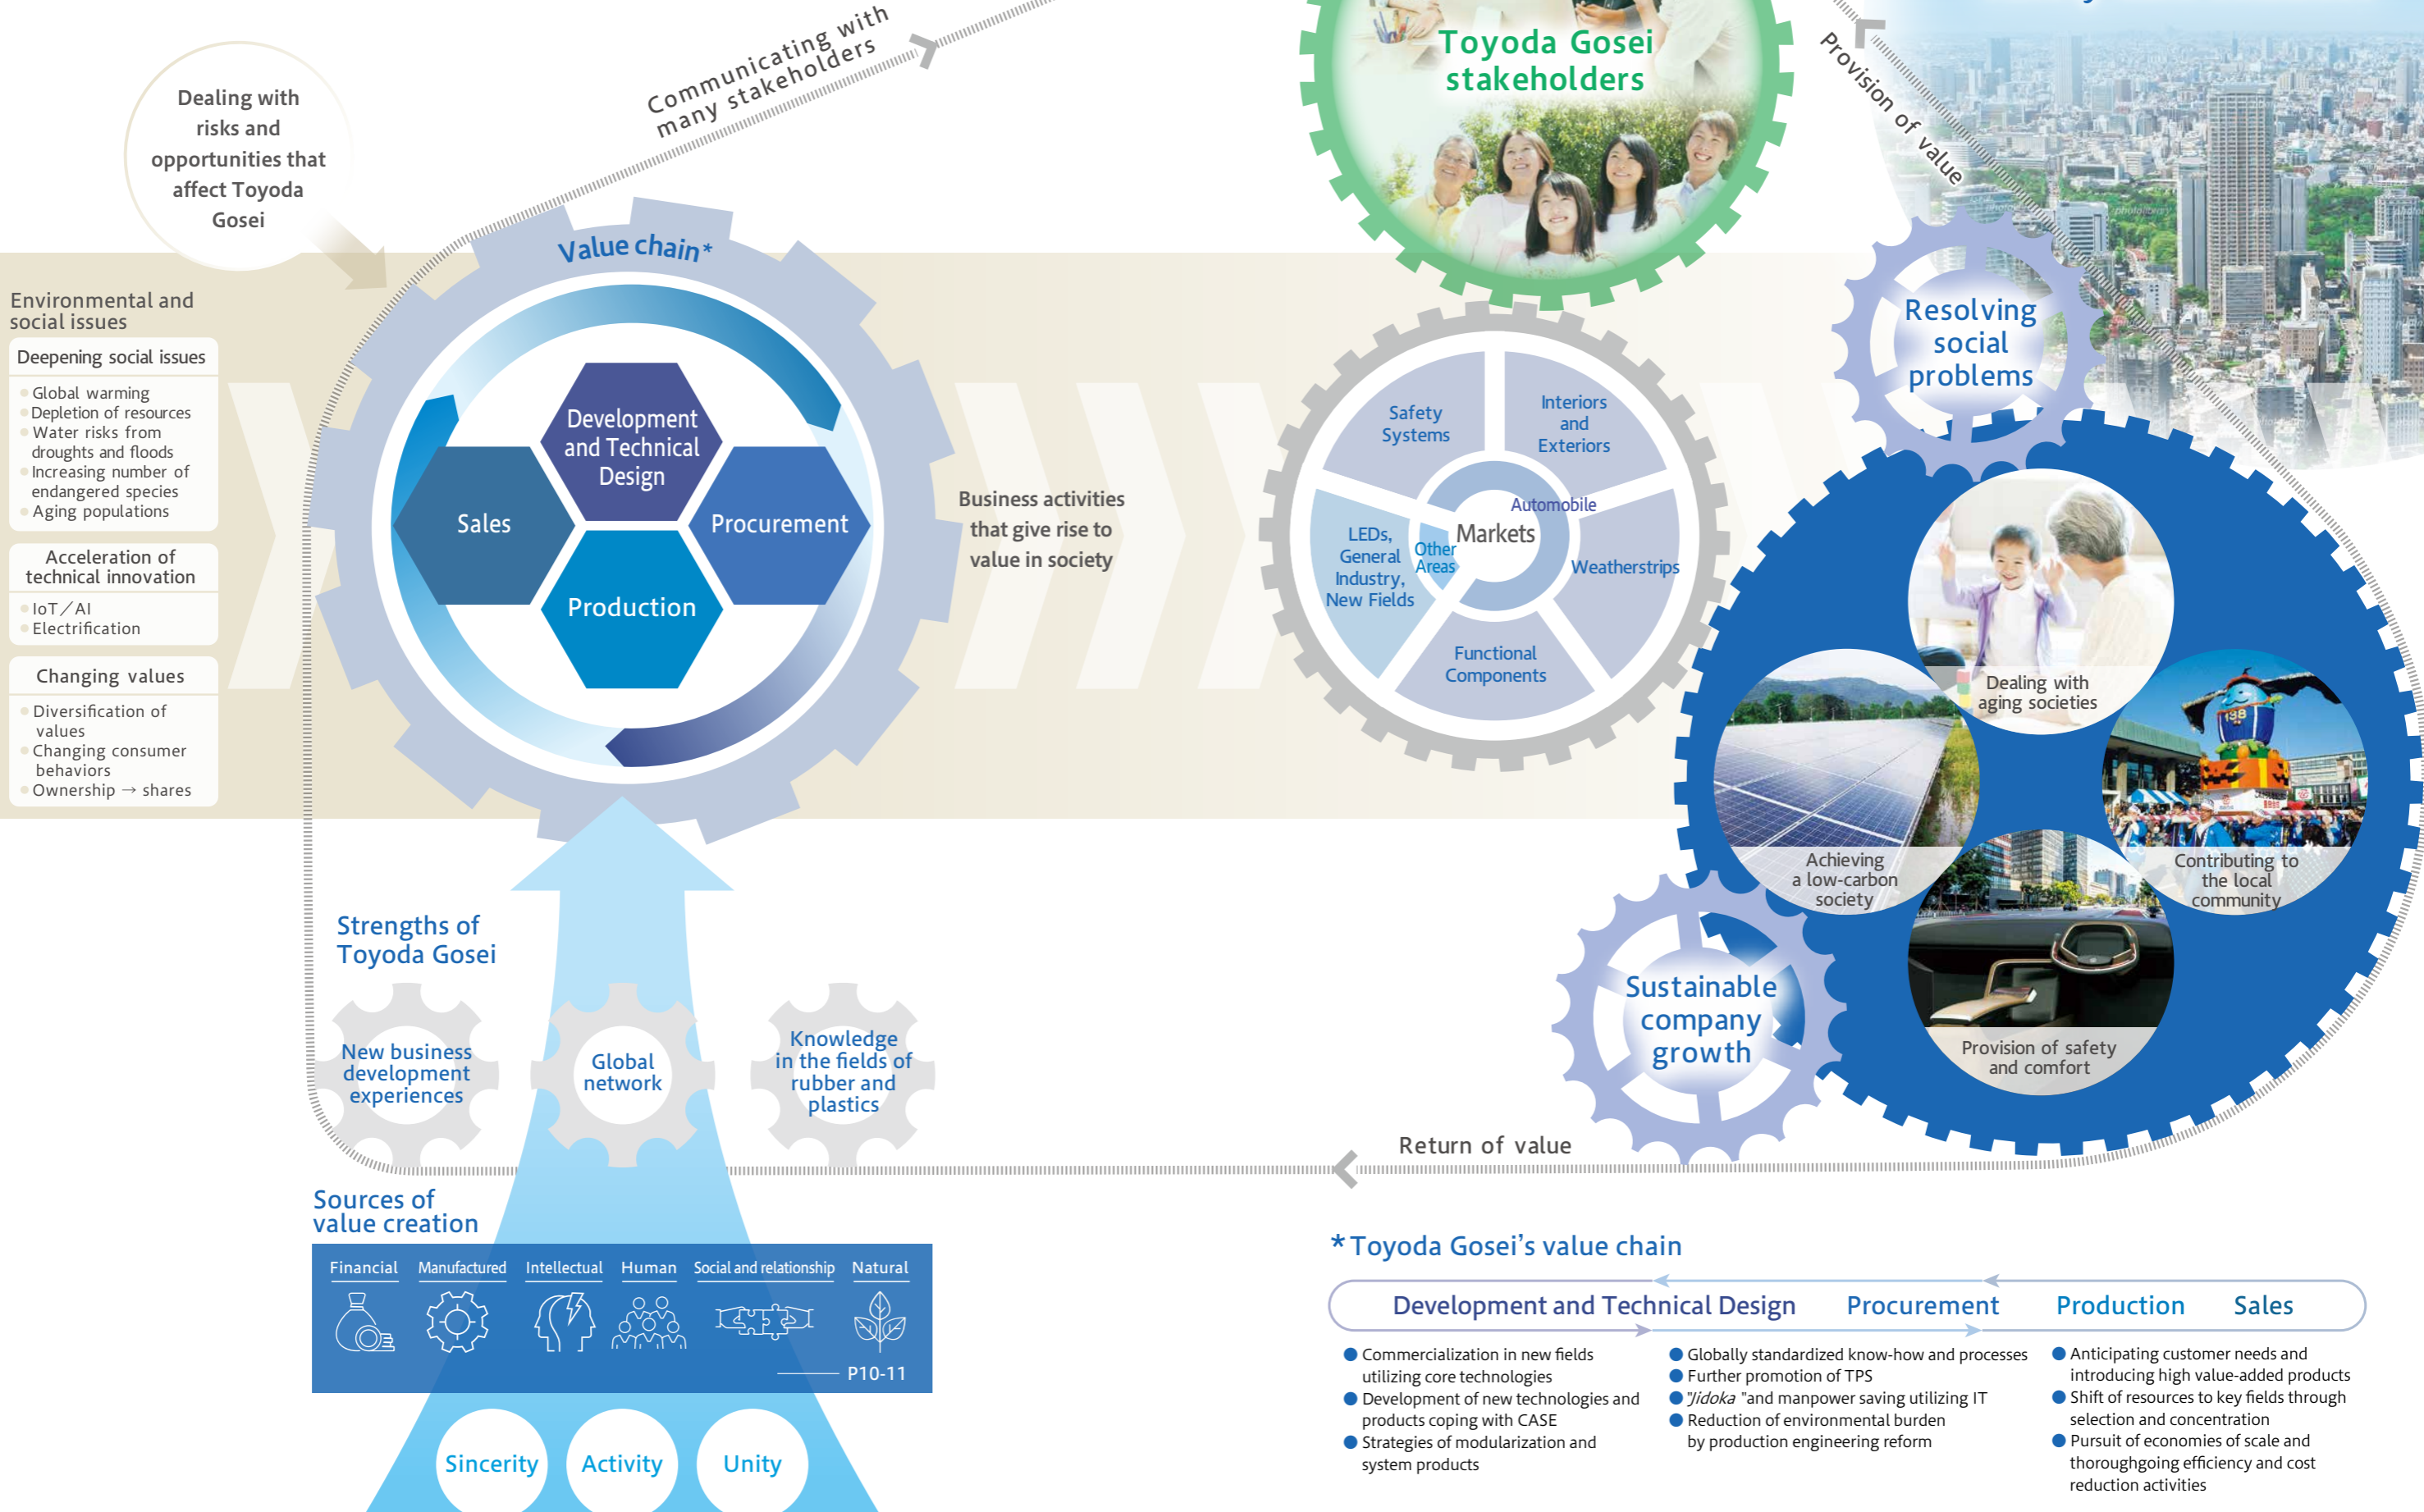 Communicating with
many stakeholders
Toyoda Gosei
stakeholders
Provision of value
Dealing with
risks and
opportunities that
affect Toyoda
Gosei
Environmental and
social issues
Deepening social issues
Global warming
Depletion of resources
Water risks from
droughts and floods
Increasing number of
endangered species
Aging populations
Acceleration of
technical innovation
IoT／AI
Electrification
Changing values
Diversification of
values
Changing consumer
behaviors
Ownership → shares
Value chain*
Development
and Technical
Design
Sales
Procurement
Production
Business activities
that give rise to
value in society
Safety
Systems
Interiors
and
Exteriors
Automobile
Markets
Other
Areas
LEDs,
General
Industry,
New Fields
Weatherstrips
Functional
Components
Resolving
social
problems
Dealing with
aging societies
Achieving
a low-carbon
society
138
Contributing to
the local
community
Provision of safety
and comfort
Sustainable
company
growth
Strengths of
Toyoda Gosei
New business
development
experiences
Global
network
Knowledge
in the fields of
rubber and
plastics
Return of value
Sources of
value creation
Financial Manufactured Intellectual Human Social and relationship Natural
P10-11
Sincerity Activity Unity
*Toyoda Gosei's value chain
Development and Technical Design Procurement Production Sales
● Commercialization in new fields
utilizing core technologies
● Development of new technologies and
products coping with CASE
● Strategies of modularization and
system products
● Globally standardized know-how and processes
● Further promotion of TPS
● "Jidoka "and manpower saving utilizing IT
● Reduction of environmental burden
by production engineering reform
● Anticipating customer needs and
introducing high value-added products
● Shift of resources to key fields through
selection and concentration
● Pursuit of economies of scale and
thoroughgoing efficiency and cost
reduction activities